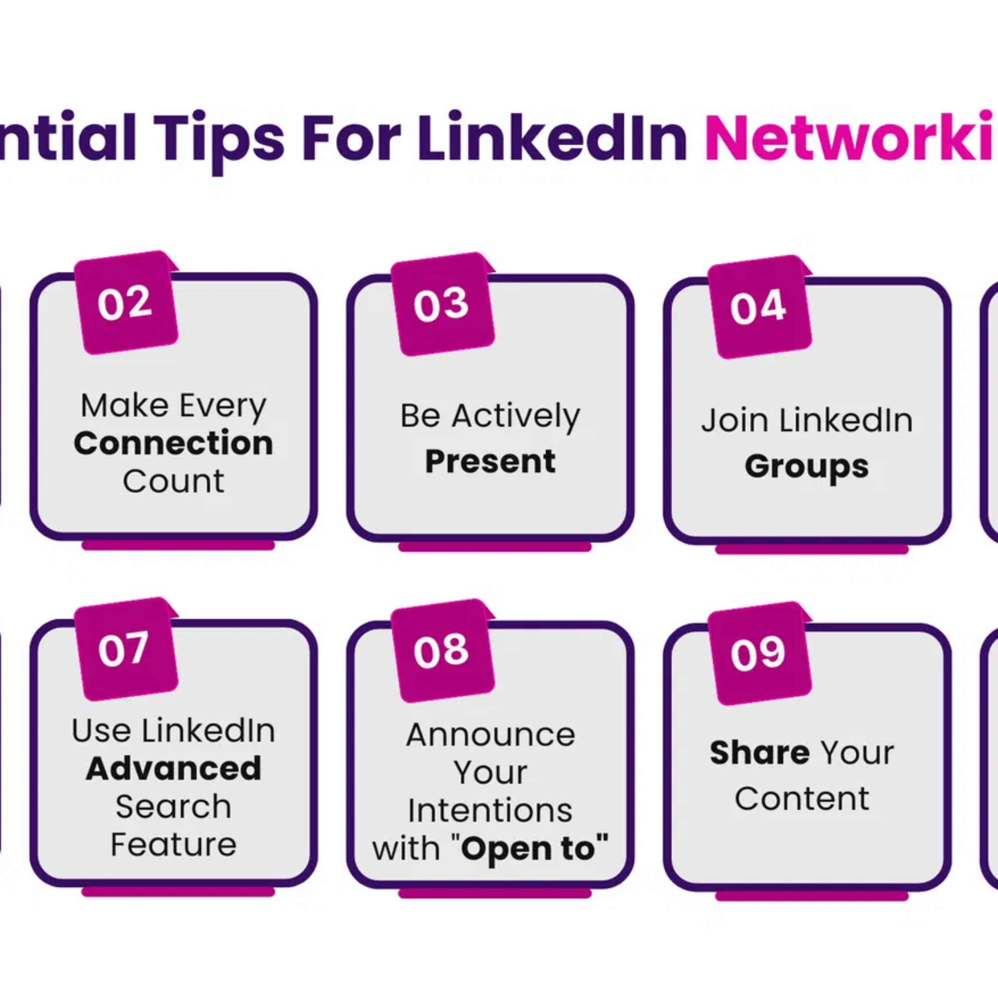 ntial Tips For LinkedIn Networki
02
Make Every
Connection
Count
03
Be Actively
Present
04
Join LinkedIn
Groups
07
Use LinkedIn
Advanced
Search
Feature
08
Announce
Your
Intentions
with "Open to"
09
Share Your
Content